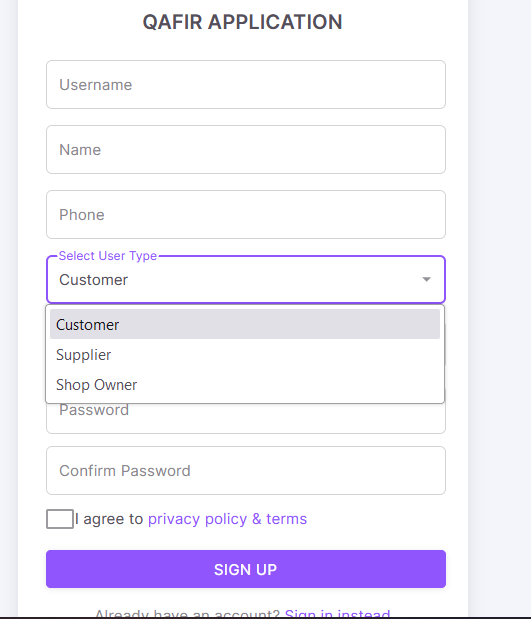 QAFIR APPLICATION
Username
Name
Phone
Select User Type
Customer
Customer
Supplier
Shop Owner
Password
Confirm Password
I agree to privacy policy & terms
SIGN UP
Already have an account? Sign in instead